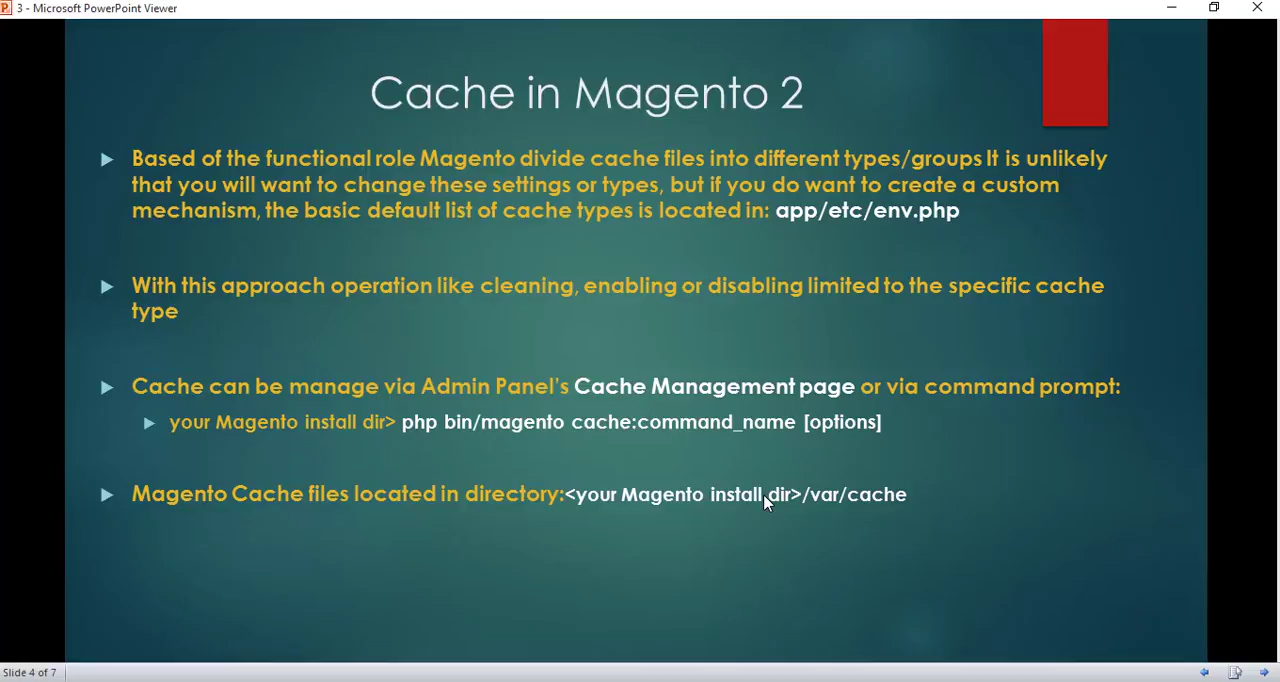 3 - Microsoft PowerPoint Viewer
Cache in Magento 2
Based of the functional role Magento divide cache files into different types/groups It is unlikely
that you will want to change these settings or types, but if you do want to create a custom
mechanism, the basic default list of cache types is located in: app/etc/env.php
With this approach operation like cleaning, enabling or disabling limited to the specific cache
type
Cache can be manage via Admin Panel's Cache Management page or via command prompt:
your Magento install dir> php bin/magento cache:command_name [options]
Magento Cache files located in directory:<your Magento install dir>/var/cache
Slide 4 of 7